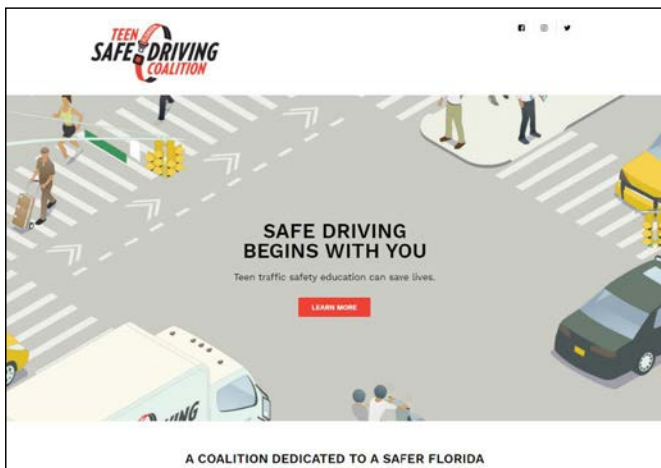 TEEN
SAFE DRIVING
COALITION
SAFE DRIVING
BEGINS WITH YOU
Teen traffic safety education can save lives.
LEARN MORE
A COALITION DEDICATED TO A SAFER FLORIDA